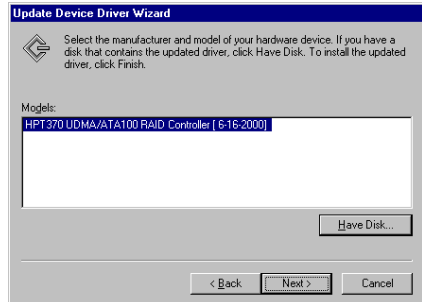 Update Device Driver Wizard
Select the manufacturer and model of your hardware device. If you have a
disk that contains the updated driver, click Have Disk. To install the updated
driver, click Finish.
Models:
HPT370 UDMA/ATA100 RAID Controller [ 6-16-2000]
Have Disk...
< Back
Next >
Cancel